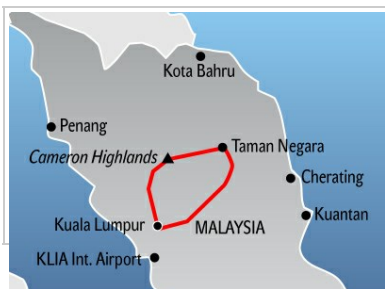 Kota Bahru
Penang
Taman Negara
Cameron Highlands
Cherating
Kuantan
Kuala Lumpur
MALAYSIA
KLIA Int. Airport